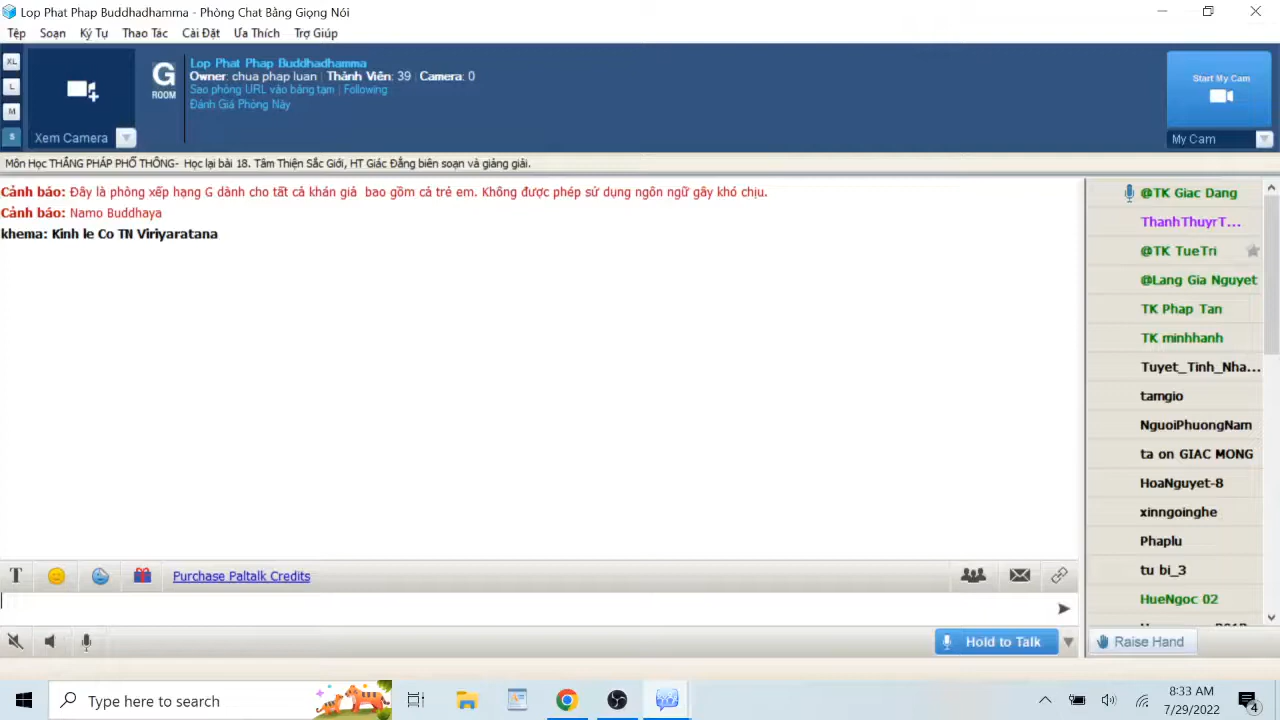 Lop Phat Phap Buddhadhamma - Phòng Chat Bằng Giọng Nói
Tệp Soạn Ký Tự Thao Tác Cài Đặt Ưa Thích Trợ Giúp
XL
L
M
S
Xem Camera
G
ROOM
Lop Phat Phap Buddhadhamma
Owner: chua phap luan | Thành Viên: 39 | Camera: 0
Sao phòng URL vào bảng tạm | Following
Đánh Giá Phòng Này
Start My Cam
My Cam
Môn Học THẮNG PHÁP PHỔ THÔNG- Học lại bài 18. Tâm Thiện Sắc Giới, HT Giác Đẳng biên soạn và giảng giải.
Cảnh báo: Đây là phòng xếp hạng G dành cho tất cả khán giả bao gồm cả trẻ em. Không được phép sử dụng ngôn ngữ gây khó chịu.
Cảnh báo: Namo Buddhaya
khema: Kinh le Co TN Viriyaratana
@TK Giac Dang
ThanhThuyrT...
@TK TueTri
@Lang Gia Nguyet
TK Phap Tan
TK minhhanh
Tuyet_Tinh_Nha...
tamgio
NguoiPhuongNam
ta on GIAC MONG
HoaNguyet-8
xinngoinghe
Phaplu
tu bi_3
HueNgoc 02
T
Purchase Paltalk Credits
Hold to Talk
Raise Hand
Type here to search
8:33 AM
7/29/2022
4